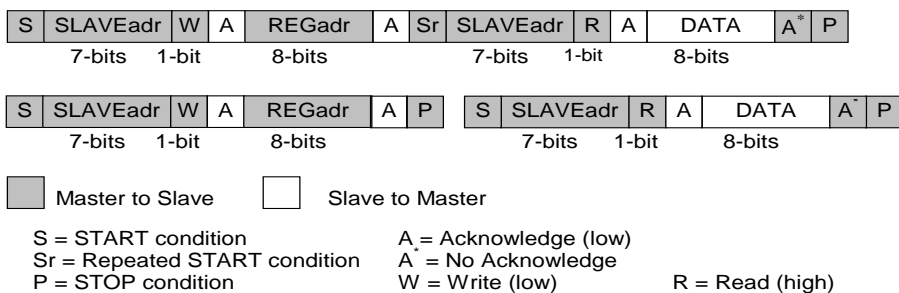 S SLAVEadr W A REGadr A Sr SLAVEadr R A DATA A* P
7-bits 1-bit 8-bits 7-bits 1-bit 8-bits
S SLAVEadr W A REGadr A P S SLAVEadr R A DATA A- P
7-bits 1-bit 8-bits 7-bits 1-bit 8-bits
Master to Slave Slave to Master
S = START condition A = Acknowledge (low)
Sr = Repeated START condition A* = No Acknowledge
P = STOP condition W = Write (low) R = Read (high)